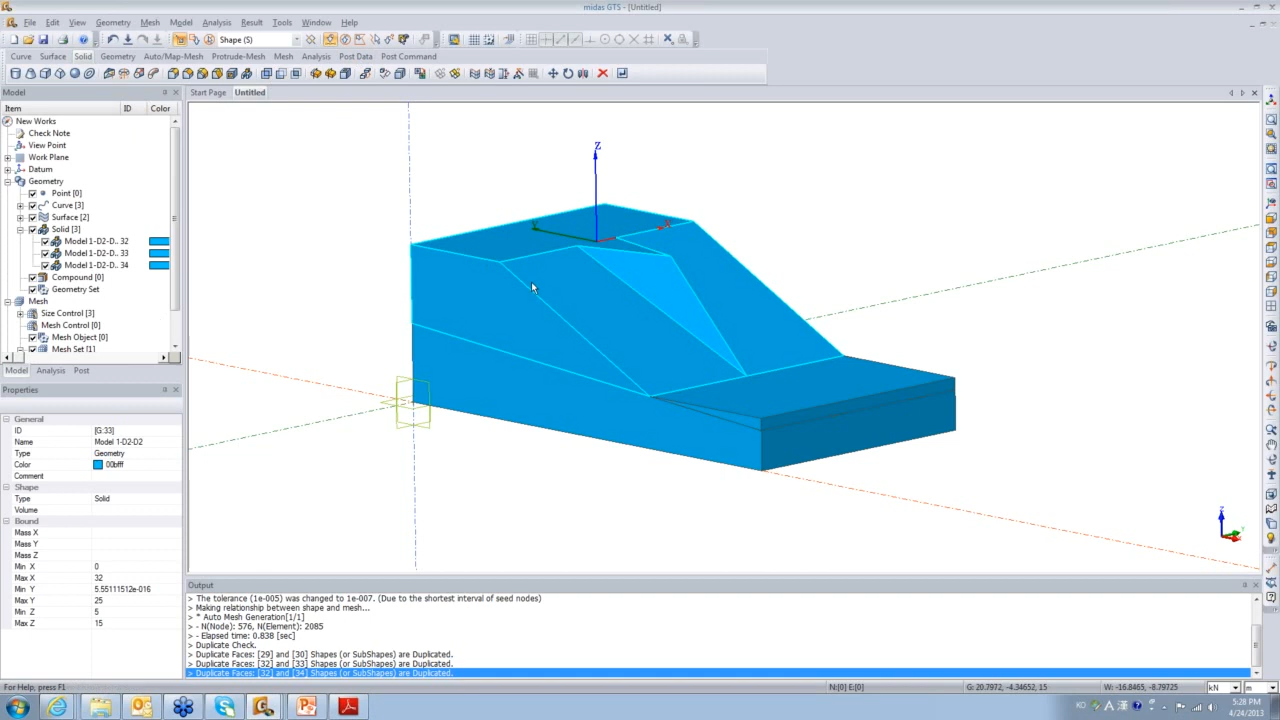 midas GTS - [Untitled]
File Edit View Geometry Mesh Model Analysis Result Tools Window Help
Shape (S)
Curve Surface Solid Geometry Auto/Map-Mesh Protrude-Mesh Mesh Analysis Post Data Post Command
Model
Start Page Untitled
Item ID Color
New Works
Check Note
View Point
Work Plane
Datum
Geometry
Point [0]
Curve [3]
Surface [2]
Solid [3]
Model 1-D2-D.. 32
Model 1-D2-D.. 33
Model 1-D2-D.. 34
Compound [0]
Geometry Set
Mesh
Size Control [3]
Mesh Control [0]
Mesh Object [0]
Mesh Set [1]
Model Analysis Post
Properties
General
ID [G:33]
Name Model 1-D2-D2
Type Geometry
Color 00bfff
Comment
Shape
Type Solid
Volume
Bound
Mass X
Mass Y
Mass Z
Min X 0
Max X 32
Min Y 5.55111512e-016
Max Y 25
Min Z 5
Max Z 15
Z
Y
X
Z
Output
> The tolerance (1e-005) was changed to 1e-007. (Due to the shortest interval of seed nodes)
> Making relationship between shape and mesh...
> * Auto Mesh Generation[1/1]
> - N(Node): 576, N(Element): 2085
> - Elapsed time: 0.838 [sec]
> Duplicate Check.
> Duplicate Faces: [29] and [30] Shapes (or SubShapes) are Duplicated.
> Duplicate Faces: [32] and [33] Shapes (or SubShapes) are Duplicated.
> Duplicate Faces: [32] and [34] Shapes (or SubShapes) are Duplicated.
For Help, press F1 N:[0] E:[0] G: 20.7972, -4.34652, 15 W: -16.8465, -8.79725 kN m
KO A 漢
5:28 PM
4/24/2013